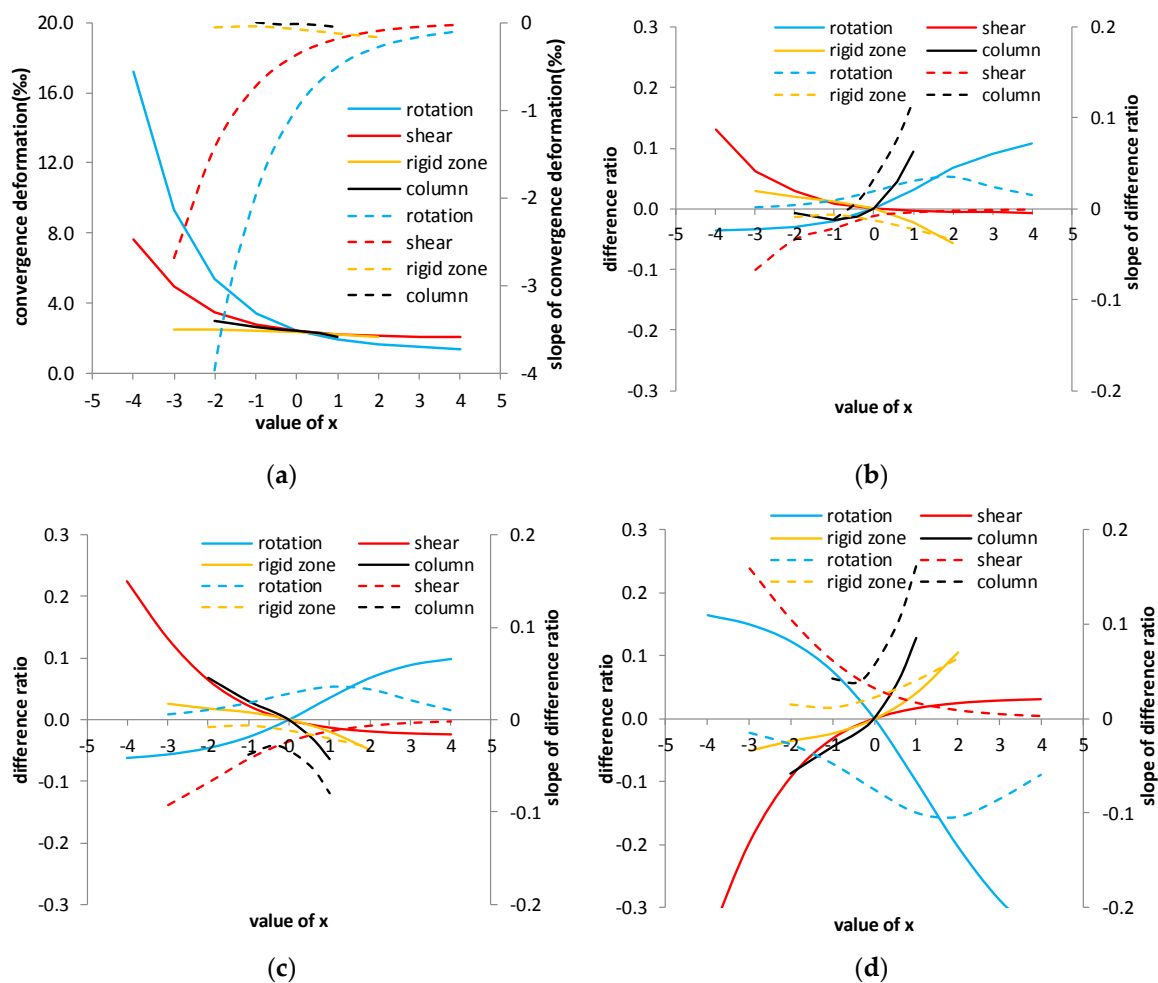 convergence deformation(‰)
20.0
16.0
12.0
8.0
4.0
0.0
0
-1
-2
-3
-4
slope of convergence deformation(‰)
rotation
shear
rigid zone
column
rotation
shear
rigid zone
column
-5 -4 -3 -2 -1 0 1 2 3 4 5
value of x
(a)
difference ratio
0.3
0.2
0.1
0.0
-0.1
-0.2
-0.3
0.2
0.1
0
-0.1
-0.2
slope of difference ratio
rotation shear
rigid zone column
rotation shear
rigid zone column
-5 -4 -3 -2 -1 0 1 2 3 4 5
value of x
(b)
difference ratio
0.3
0.2
0.1
0.0
-0.1
-0.2
-0.3
0.2
0.1
0
-0.1
-0.2
slope of difference ratio
rotation shear
rigid zone column
rotation shear
rigid zone column
-5 -4 -3 -2 -1 0 1 2 3 4 5
value of x
(c)
difference ratio
0.3
0.2
0.1
0.0
-0.1
-0.2
-0.3
0.2
0.1
0
-0.1
-0.2
slope of difference ratio
rotation shear
rigid zone column
rotation shear
rigid zone column
-5 -4 -3 -2 -1 0 1 2 3 4 5
value of x
(d)